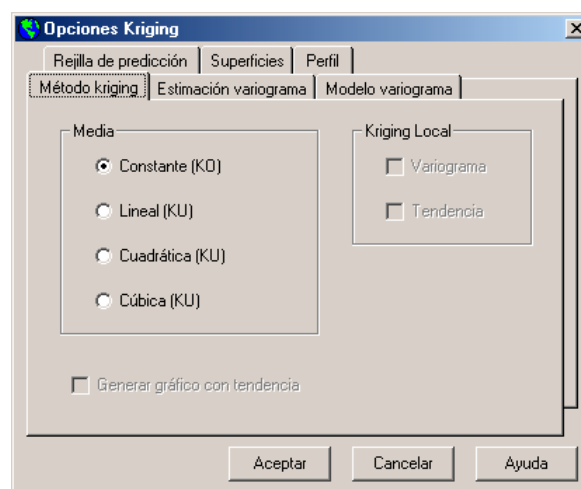 Opciones Kriging
Rejilla de predicción Superficies Perfil
Método kriging Estimación variograma Modelo variograma
Media
Constante (KO)
Lineal (KU)
Cuadrática (KU)
Cúbica (KU)
Kriging Local
Variograma
Tendencia
Generar gráfico con tendencia
Aceptar Cancelar Ayuda